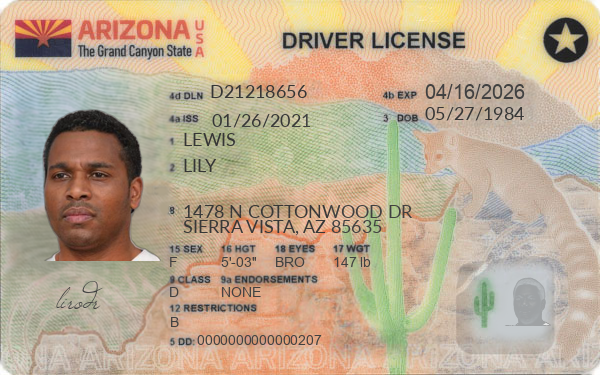 ARIZONA USA
The Grand Canyon State
DRIVER LICENSE
4d DLN D21218656
4b EXP 04/16/2026
4a ISS 01/26/2021
3 DOB 05/27/1984
1 LEWIS
2 LILY
8 1478 N COTTONWOOD DR
SIERRA VISTA, AZ 85635
15 SEX 16 HGT 18 EYES 17 WGT
F 5'-03" BRO 147 lb
9 CLASS 9a ENDORSEMENTS
D NONE
12 RESTRICTIONS
B
5 DD: 0000000000000207
ONA ARIZONA ARIZONA ARIZONA ARIZONA